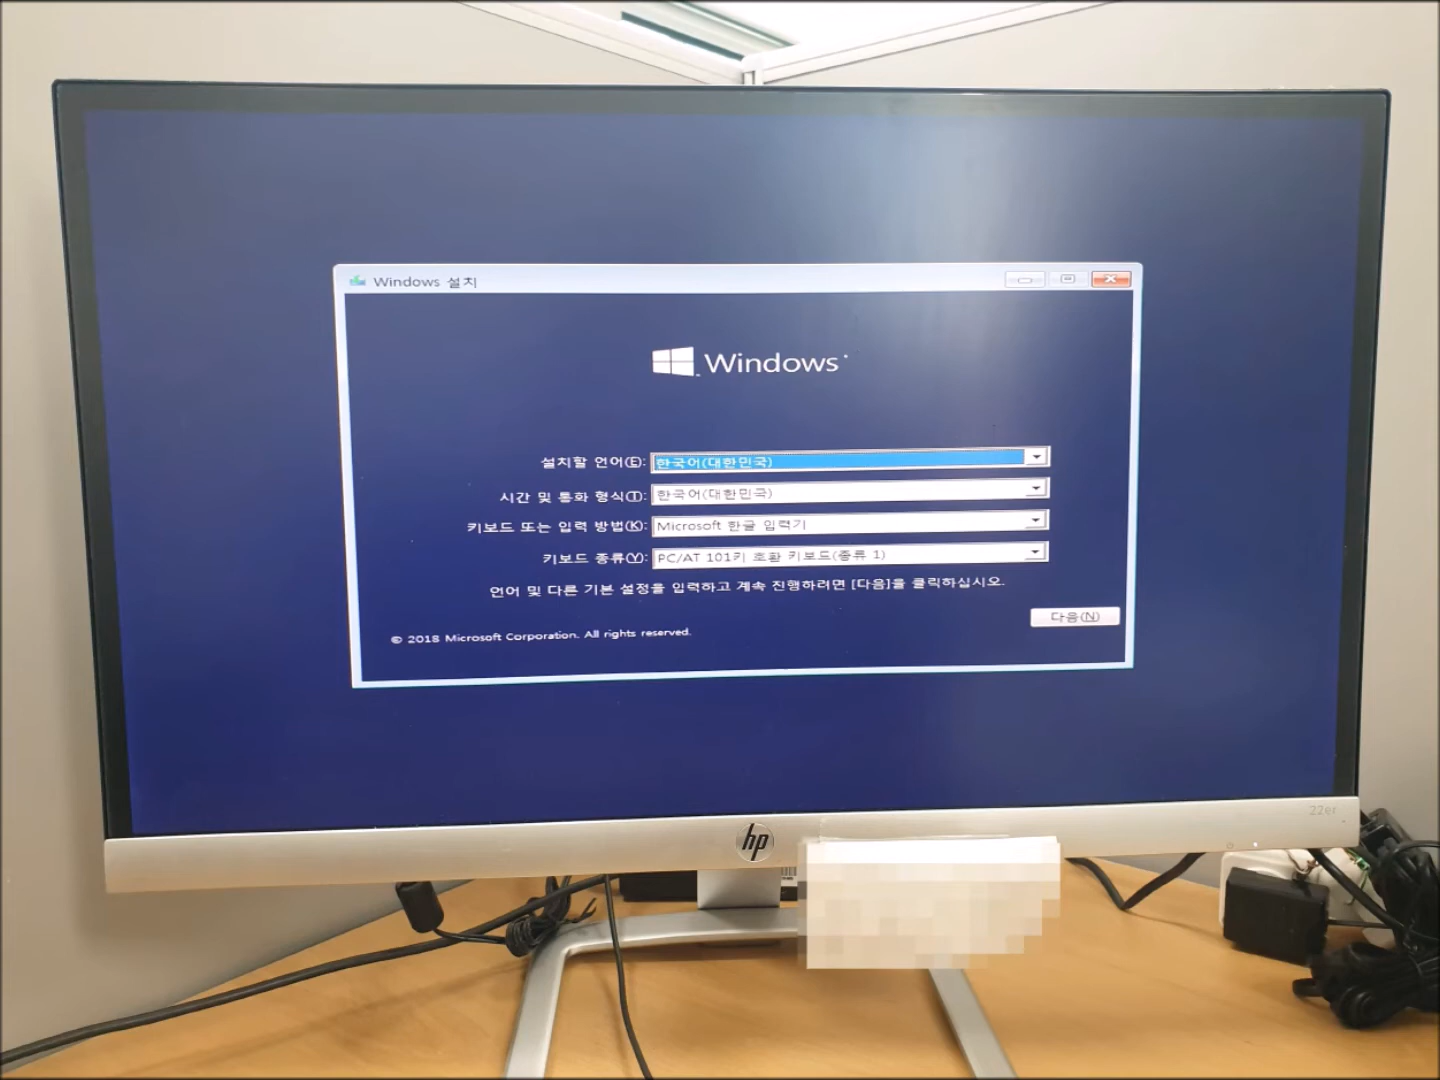 Windows 설치
Windows
설치할 언어(E): 한국어(대한민국)
시간 및 통화 형식(T): 한국어(대한민국)
키보드 또는 입력 방법(K): Microsoft 한글 입력기
키보드 종류(Y): PC/AT 101키 호환 키보드(종류 1)
언어 및 다른 기본 설정을 입력하고 계속 진행하려면 [다음]을 클릭하십시오.
다음(N)
© 2018 Microsoft Corporation. All rights reserved.
22er
hp